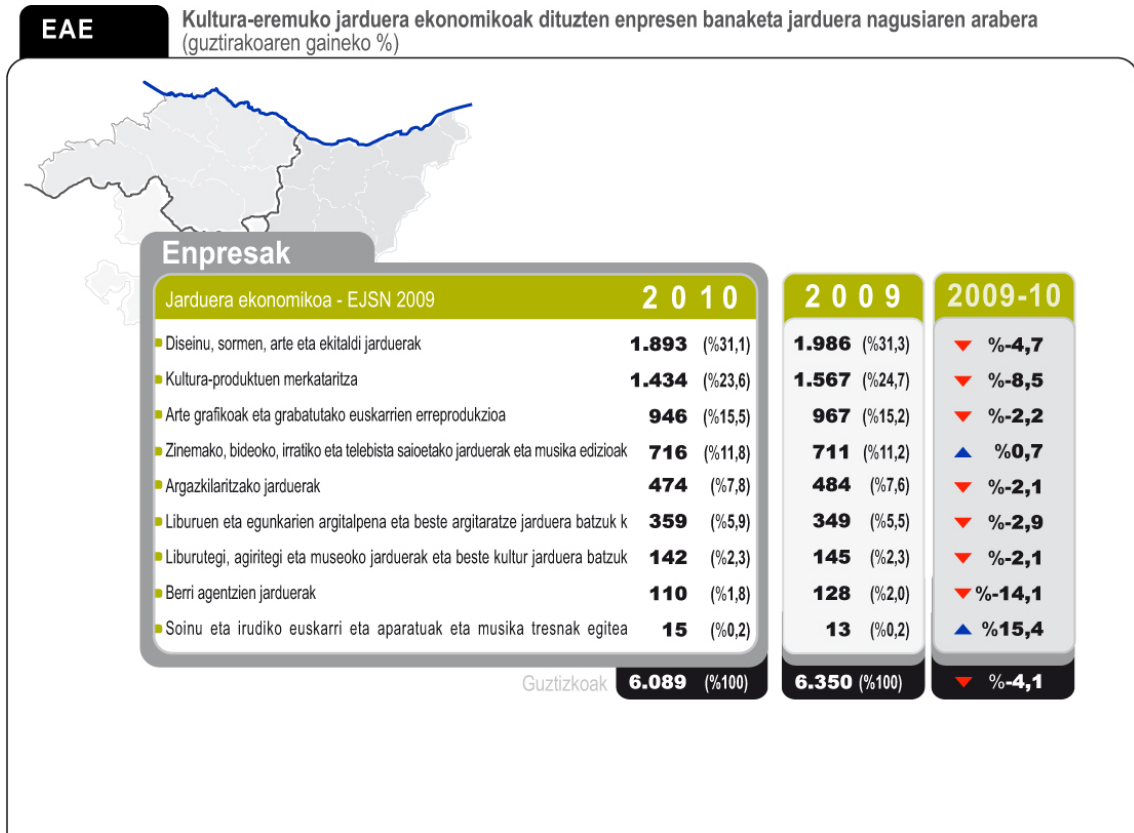 EAE
Kultura-eremuko jarduera ekonomikoak dituzten enpresen banaketa jarduera nagusiaren arabera
(guztirakoaren gaineko %)
Enpresak
Jarduera ekonomikoa - EJSN 2009 2010 2009 2009-10
Diseinu, sormen, arte eta ekitaldi jarduerak 1.893 (%31,1) 1.986 (%31,3) ▼ %-4,7
Kultura-produktuen merkataritza 1.434 (%23,6) 1.567 (%24,7) ▼ %-8,5
Arte grafikoak eta grabatutako euskarrien erreprodukzioa 946 (%15,5) 967 (%15,2) ▼ %-2,2
Zinemako, bideoko, irratiko eta telebista saioetako jarduerak eta musika edizioak 716 (%11,8) 711 (%11,2) ▲ %0,7
Argazkilaritzako jarduerak 474 (%7,8) 484 (%7,6) ▼ %-2,1
Liburuen eta egunkarien argitalpena eta beste argitaratze jarduera batzuk k 359 (%5,9) 349 (%5,5) ▼ %-2,9
Liburutegi, agiritegi eta museoko jarduerak eta beste kultur jarduera batzuk 142 (%2,3) 145 (%2,3) ▼ %-2,1
Berri agentzien jarduerak 110 (%1,8) 128 (%2,0) ▼ %-14,1
Soinu eta irudiko euskarri eta aparatuak eta musika tresnak egitea 15 (%0,2) 13 (%0,2) ▲ %15,4
Guztizkoak 6.089 (%100) 6.350 (%100) ▼ %-4,1